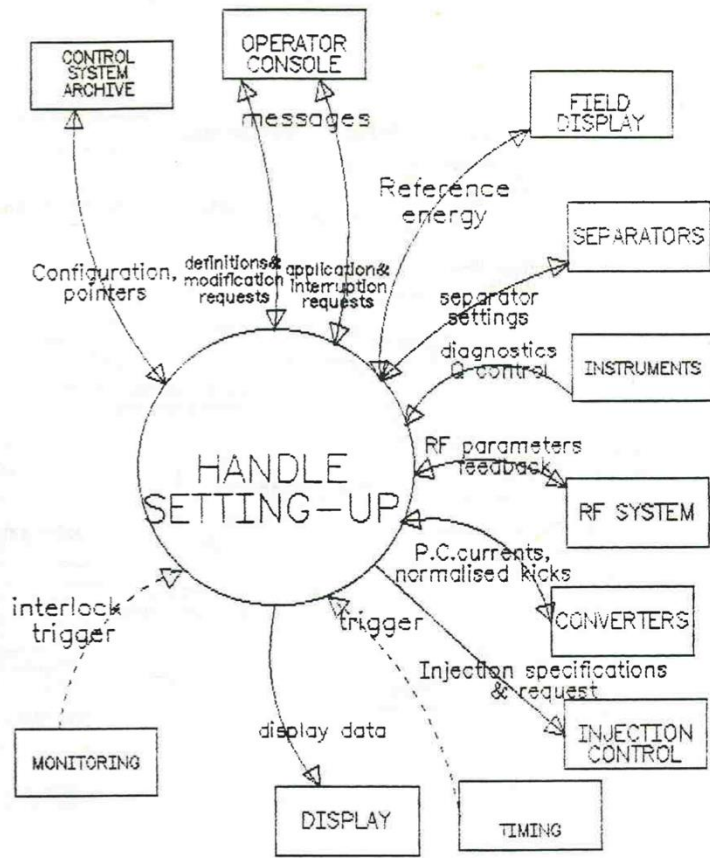 CONTROL
SYSTEM
ARCHIVE
OPERATOR
CONSOLE
messages
FIELD
DISPLAY
Reference
energy
SEPARATORS
Configuration,
pointers
definitions&
modification
requests
application&
interruption
requests
separator
settings
diagnostics
Q control
INSTRUMENTS
HANDLE
SETTING-UP
RF parameters
feedback
RF SYSTEM
P.C.currents,
normalised kicks
CONVERTERS
interlock
trigger
trigger
Injection specifications
& request
INJECTION
CONTROL
MONITORING
display data
DISPLAY
TIMING